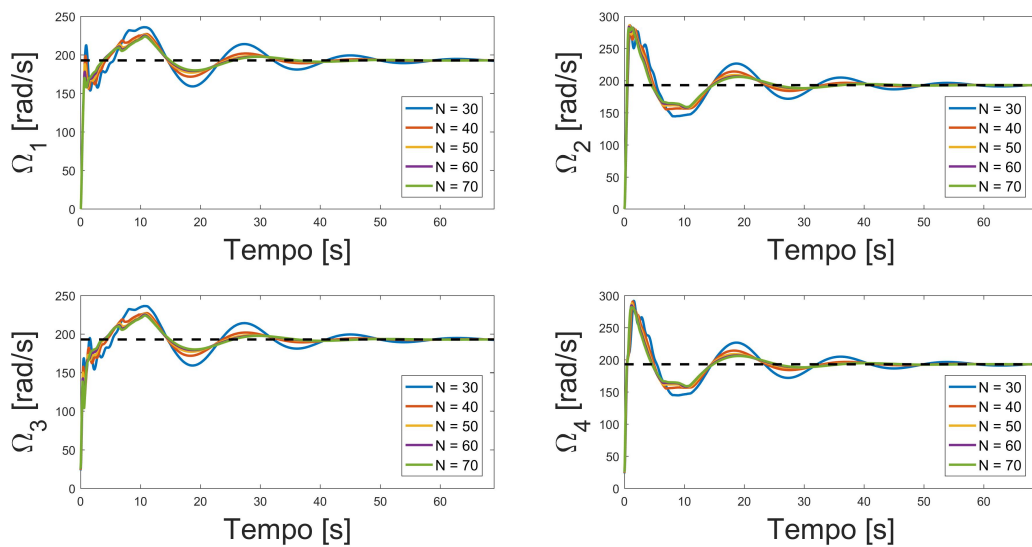 Ω1 [rad/s]
250
200
150
100
50
0
N = 30
N = 40
N = 50
N = 60
N = 70
0 10 20 30 40 50 60
Tempo [s]
Ω2 [rad/s]
300
250
200
150
100
50
0
N = 30
N = 40
N = 50
N = 60
N = 70
0 10 20 30 40 50 60
Tempo [s]
Ω3 [rad/s]
250
200
150
100
50
0
N = 30
N = 40
N = 50
N = 60
N = 70
0 10 20 30 40 50 60
Tempo [s]
Ω4 [rad/s]
300
250
200
150
100
50
0
N = 30
N = 40
N = 50
N = 60
N = 70
0 10 20 30 40 50 60
Tempo [s]